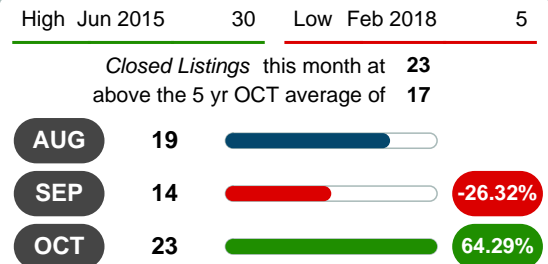 High Jun 2015 30 Low Feb 2018 5
Closed Listings this month at 23
above the 5 yr OCT average of 17
AUG 19
SEP 14 -26.32%
OCT 23 64.29%